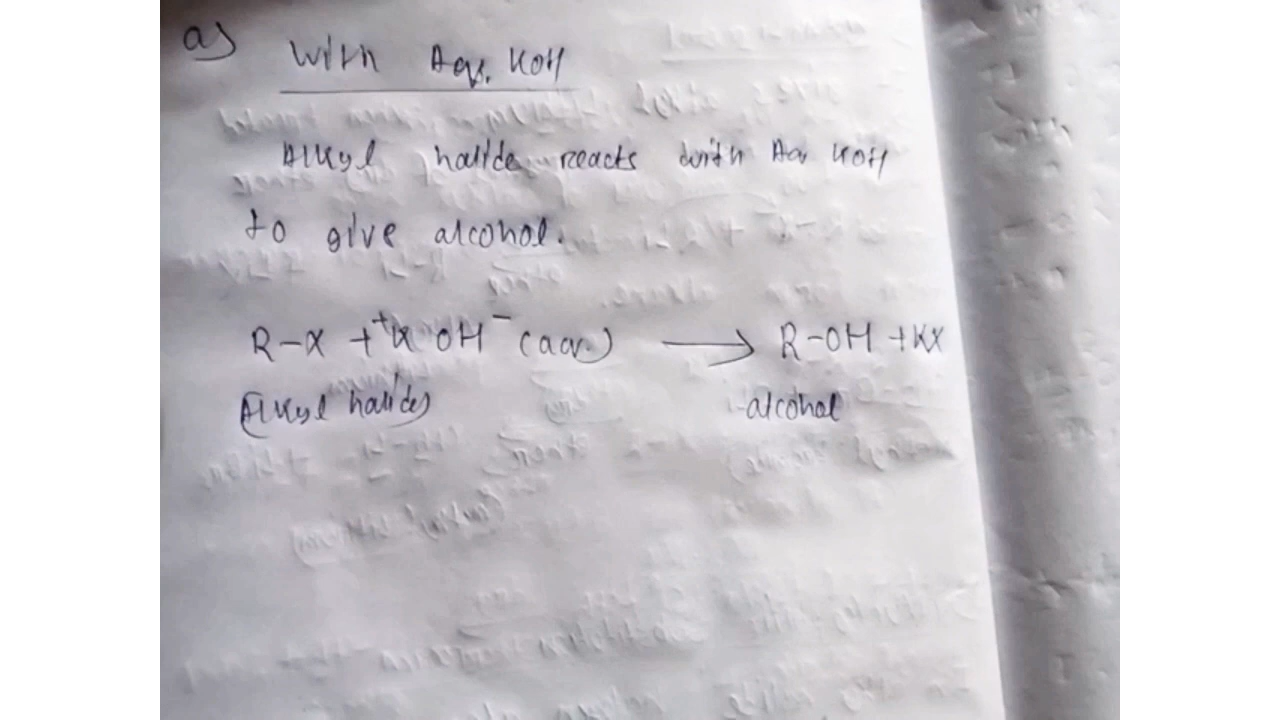 a) With Aq. KOH
Alkyl halide reacts with Aq KOH
to give alcohol.
R-X + ⁺K OH⁻ (aq.) ⟶ R-OH + KX
(Alkyl halide) alcohol